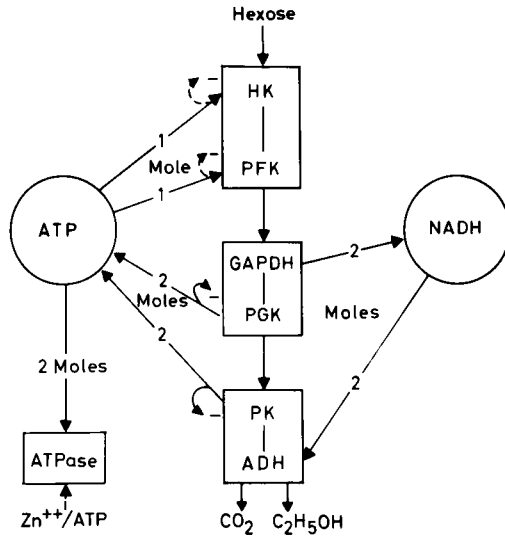 Hexose
HK
1
Mole
PFK
1
ATP
NADH
GAPDH
2
2
Moles
Moles
PGK
2
2
2 Moles
PK
ATPase
ADH
Zn++/ATP
CO2 C2H5OH